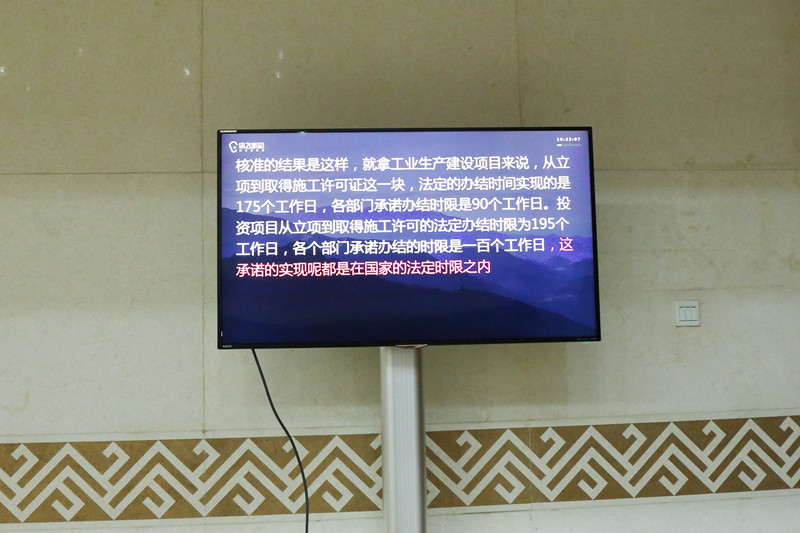 讯飞听见
10:33:07
核准的结果是这样，就拿工业生产建设项目来说，从立
项到取得施工许可证这一块，法定的办结时间实现的是
175个工作日，各部门承诺办结时限是90个工作日。投
资项目从立项到取得施工许可的法定办结时限为195个
工作日，各个部门承诺办结的时限是一百个工作日，这
承诺的实现呢都是在国家的法定时限之内